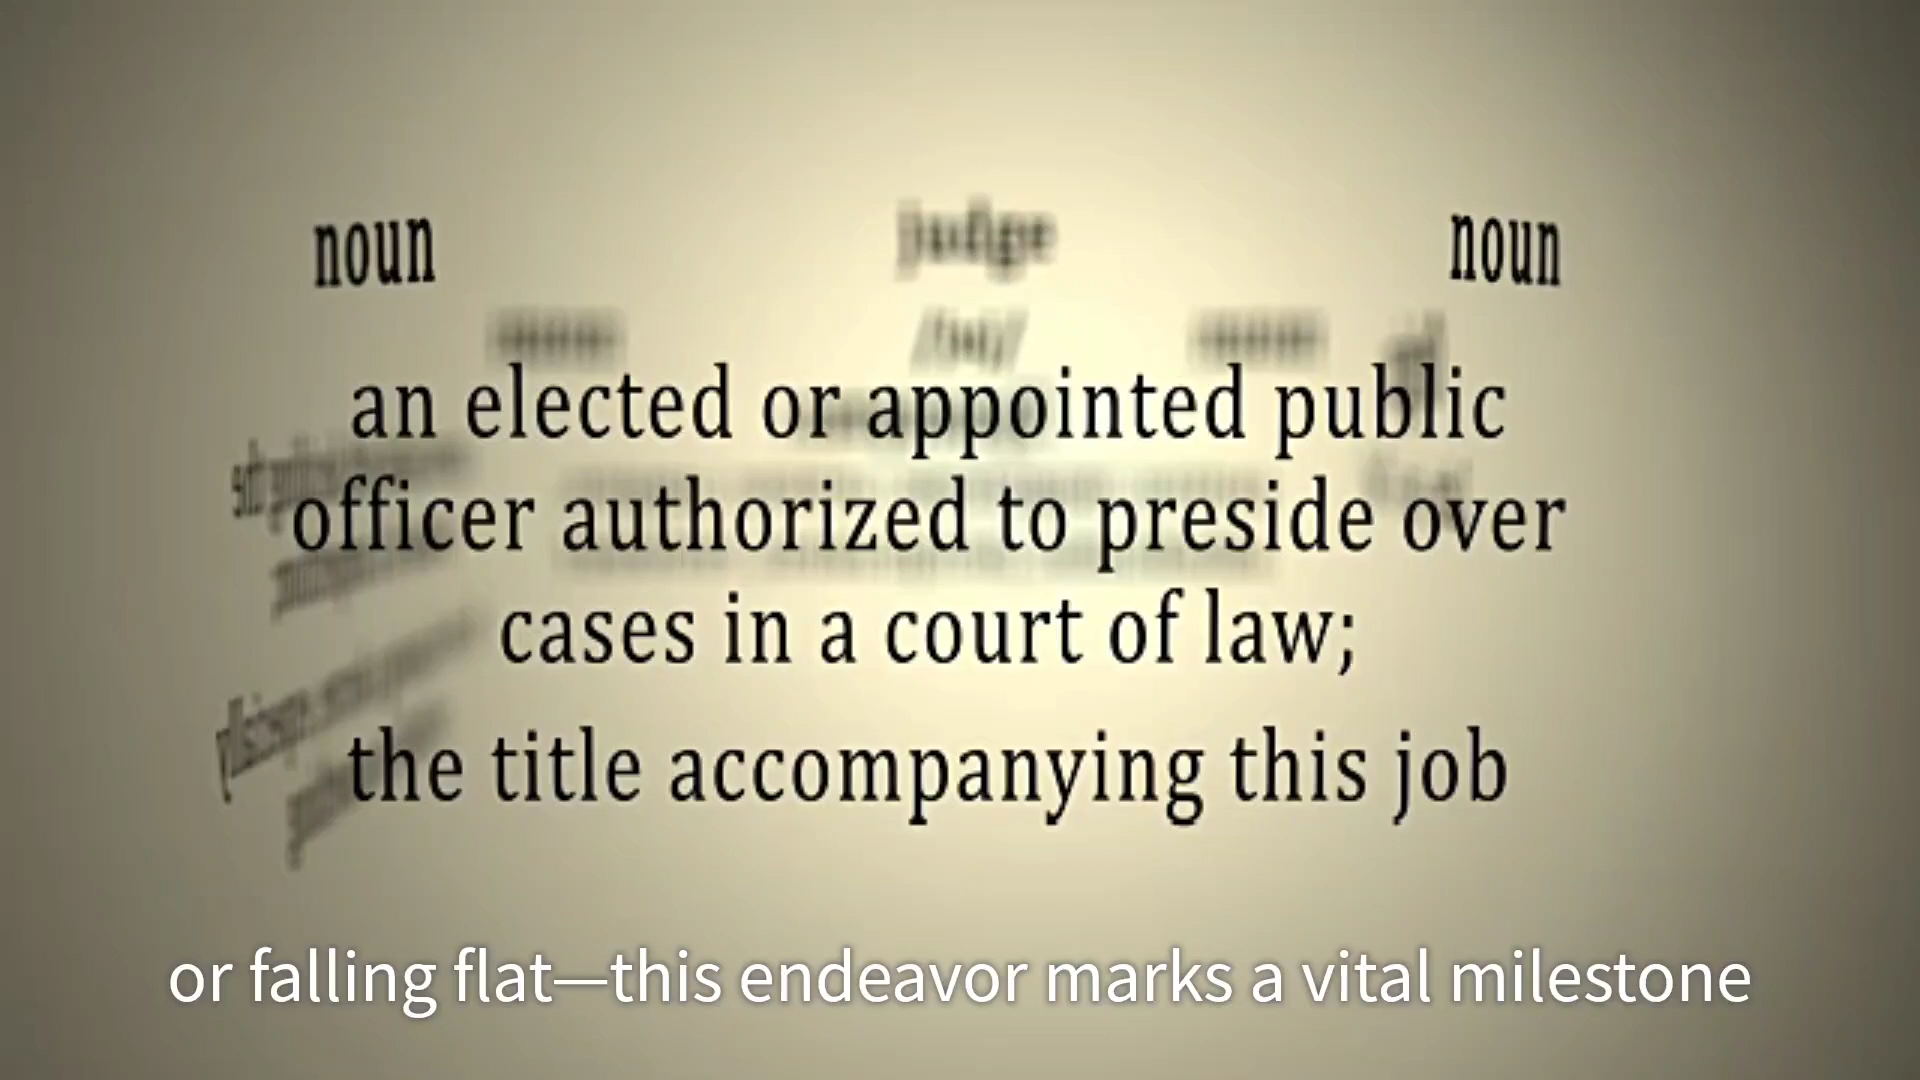 noun
judge
noun
an elected or appointed public
officer authorized to preside over
cases in a court of law;
the title accompanying this job
or falling flat—this endeavor marks a vital milestone